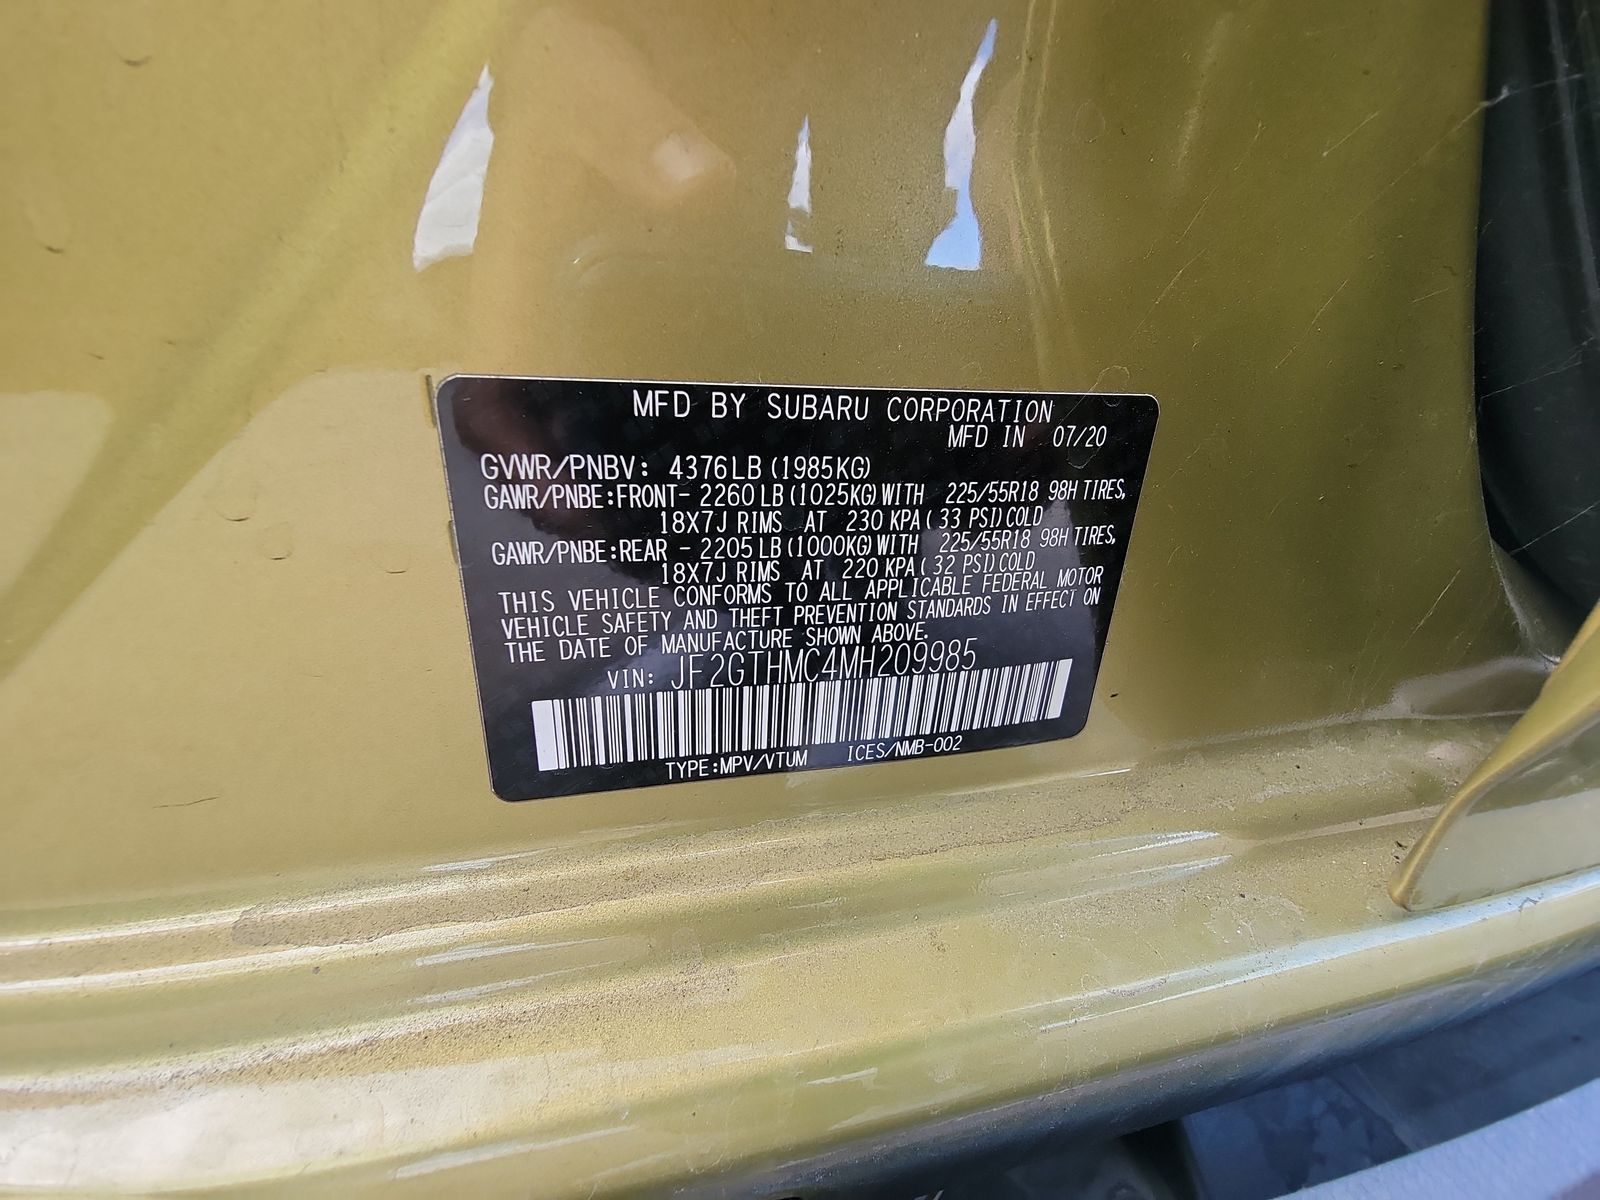 MFD BY SUBARU CORPORATION
MFD IN 07/20
GVWR/PNBV: 4376LB(1985KG)
GAWR/PNBE:FRONT- 2260LB(1025KG)WITH 225/55R18 98H TIRES,
18X7J RIMS AT 230 KPA( 33 PSI)COLD
GAWR/PNBE:REAR - 2205LB(1000KG)WITH 225/55R18 98H TIRES,
18X7J RIMS AT 220 KPA( 32 PSI)COLD
THIS VEHICLE CONFORMS TO ALL APPLICABLE FEDERAL MOTOR
VEHICLE SAFETY AND THEFT PREVENTION STANDARDS IN EFFECT ON
THE DATE OF MANUFACTURE SHOWN ABOVE.
VIN: JF2GTHMC4MH209985
TYPE:MPV/VTUM ICES/NMB-002